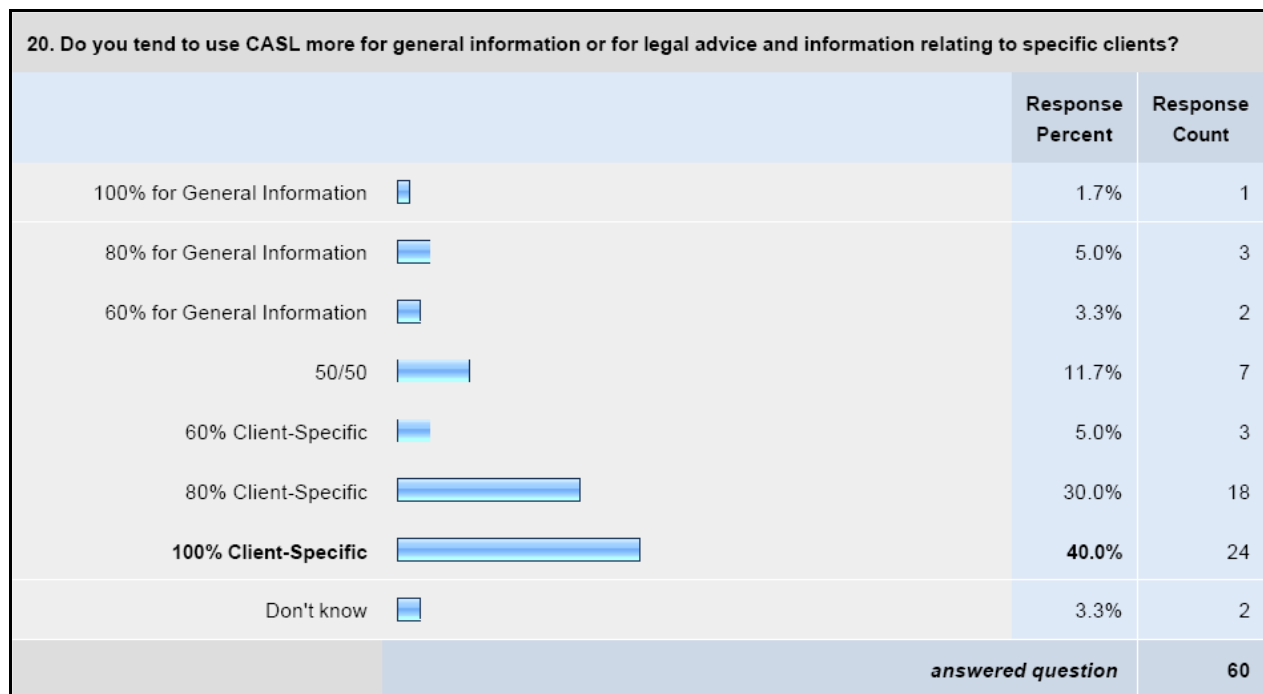 20. Do you tend to use CASL more for general information or for legal advice and information relating to specific clients?
Response Percent Response Count
100% for General Information 1.7% 1
80% for General Information 5.0% 3
60% for General Information 3.3% 2
50/50 11.7% 7
60% Client-Specific 5.0% 3
80% Client-Specific 30.0% 18
100% Client-Specific 40.0% 24
Don't know 3.3% 2
answered question 60